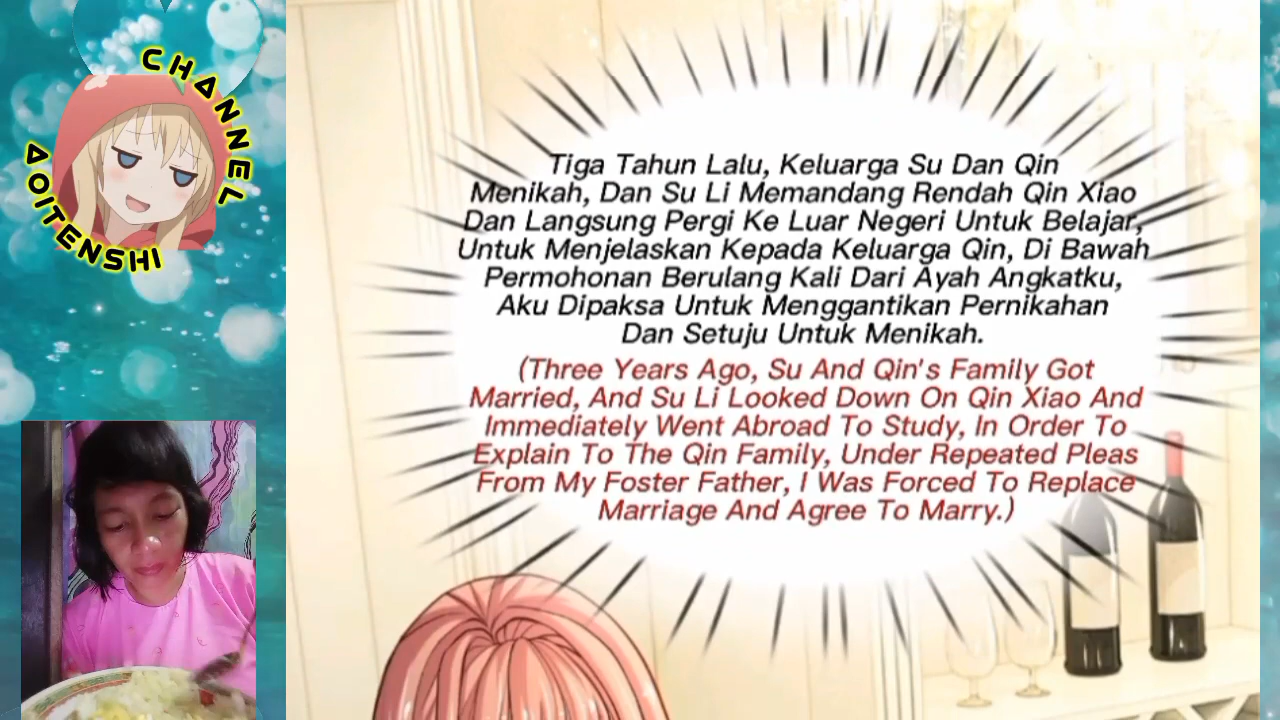 CHANNEL
AOITENSHI
Tiga Tahun Lalu, Keluarga Su Dan Qin
Menikah, Dan Su Li Memandang Rendah Qin Xiao
Dan Langsung Pergi Ke Luar Negeri Untuk Belajar,
Untuk Menjelaskan Kepada Keluarga Qin, Di Bawah
Permohonan Berulang Kali Dari Ayah Angkatku,
Aku Dipaksa Untuk Menggantikan Pernikahan
Dan Setuju Untuk Menikah.
(Three Years Ago, Su And Qin's Family Got
Married, And Su Li Looked Down On Qin Xiao And
Immediately Went Abroad To Study, In Order To
Explain To The Qin Family, Under Repeated Pleas
From My Foster Father, I Was Forced To Replace
Marriage And Agree To Marry.)